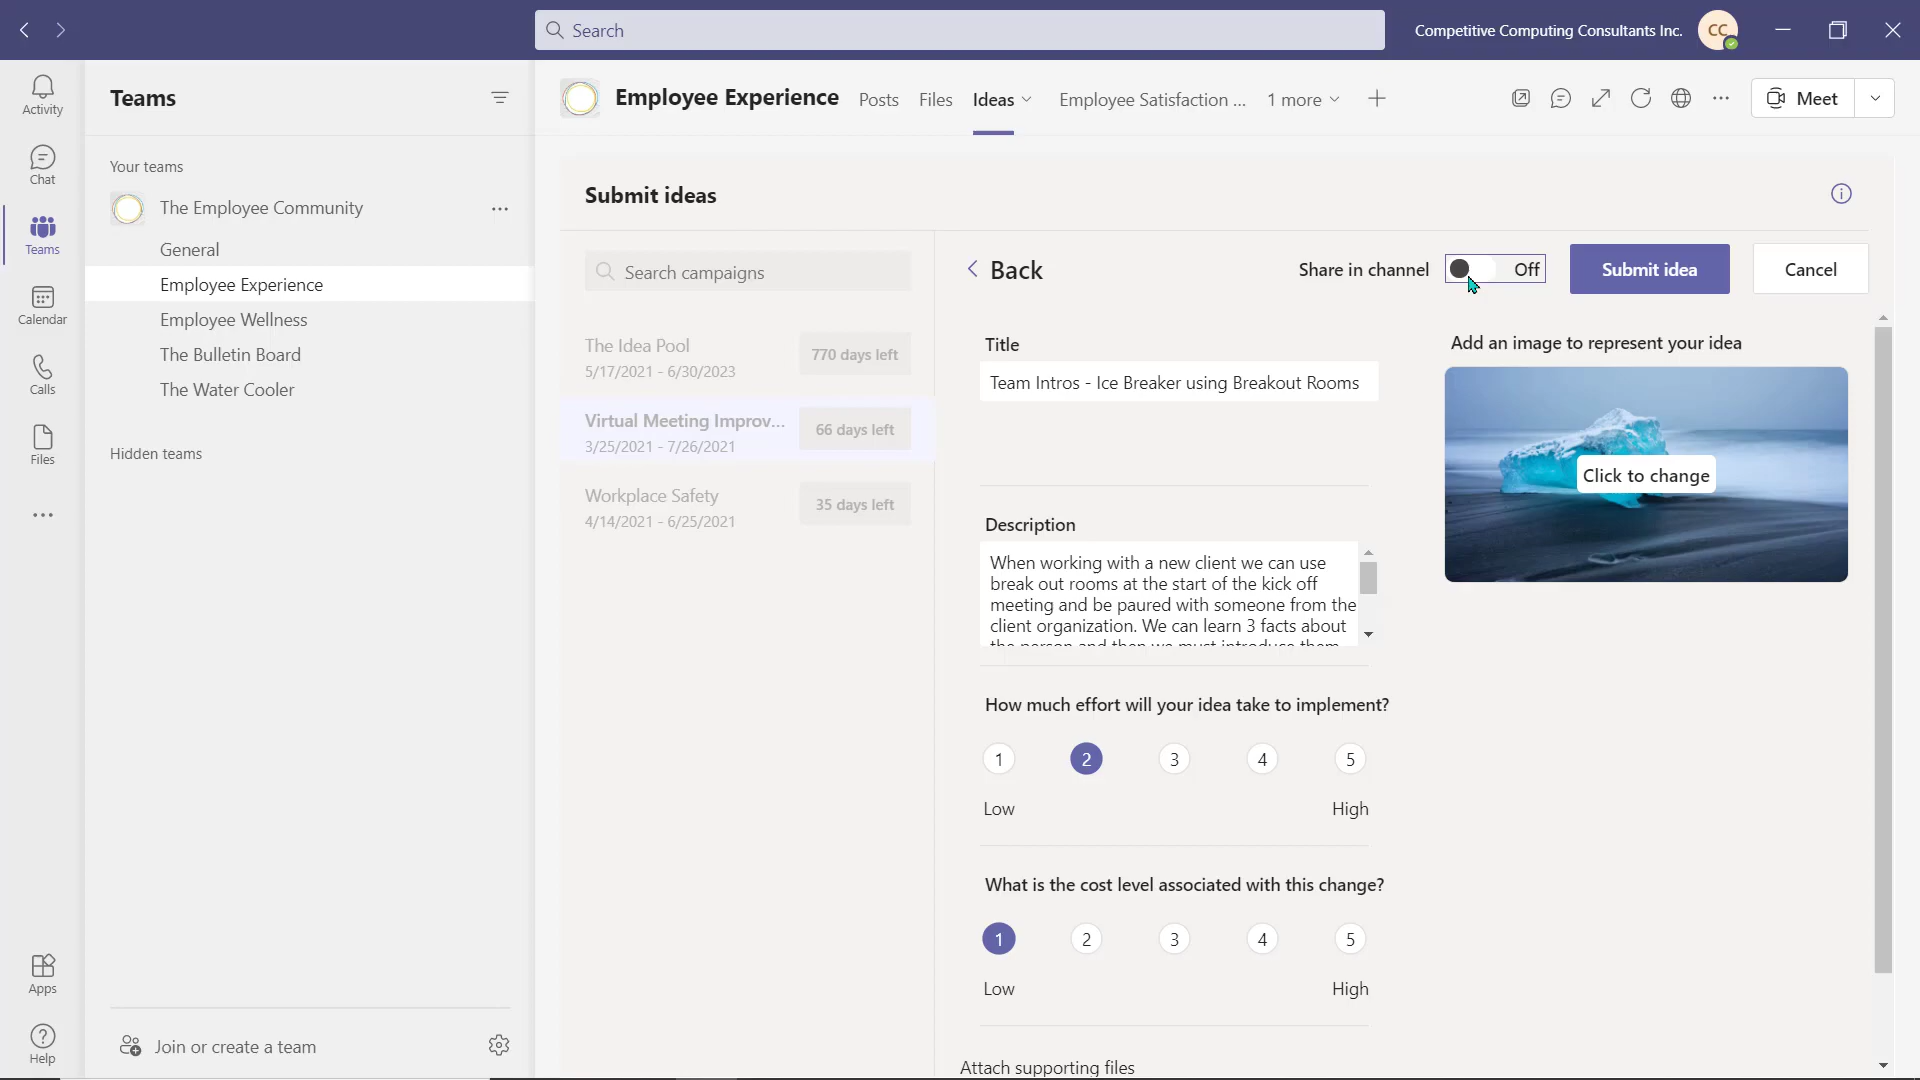 Search
Competitive Computing Consultants Inc.
CC
Activity
Chat
Teams
Calendar
Calls
Files
Apps
Help
Teams
Your teams
The Employee Community
General
Employee Experience
Employee Wellness
The Bulletin Board
The Water Cooler
Hidden teams
Join or create a team
Employee Experience
Posts
Files
Ideas
Employee Satisfaction ...
1 more
Meet
Submit ideas
Search campaigns
The Idea Pool
5/17/2021 - 6/30/2023
770 days left
Virtual Meeting Improv...
3/25/2021 - 7/26/2021
66 days left
Workplace Safety
4/14/2021 - 6/25/2021
35 days left
Back
Share in channel
Off
Submit idea
Cancel
Title
Team Intros - Ice Breaker using Breakout Rooms
Description
When working with a new client we can use
break out rooms at the start of the kick off
meeting and be paured with someone from the
client organization. We can learn 3 facts about
the person and then we must introduce them
How much effort will your idea take to implement?
1 2 3 4 5
Low High
What is the cost level associated with this change?
1 2 3 4 5
Low High
Attach supporting files
Add an image to represent your idea
Click to change